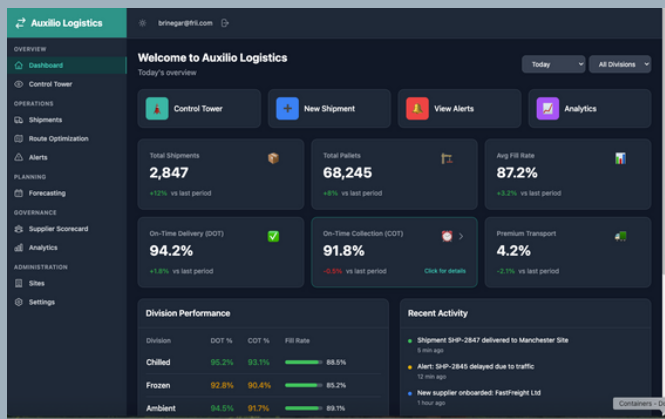 Auxilio Logistics
brinegar@frii.com
OVERVIEW
Dashboard
Control Tower
OPERATIONS
Shipments
Route Optimization
Alerts
PLANNING
Forecasting
GOVERNANCE
Supplier Scorecard
Analytics
ADMINISTRATION
Sites
Settings
Welcome to Auxilio Logistics
Today's overview
Today
All Divisions
Control Tower
New Shipment
View Alerts
Analytics
Total Shipments
2,847
+12% vs last period
Total Pallets
68,245
+8% vs last period
Avg Fill Rate
87.2%
+3.2% vs last period
On-Time Delivery (DOT)
94.2%
+1.8% vs last period
On-Time Collection (COT)
91.8%
-0.5% vs last period
Click for details
Premium Transport
4.2%
-2.1% vs last period
Division Performance
Division DOT % COT % Fill Rate
Chilled 95.2% 93.1% 88.5%
Frozen 92.8% 90.4% 85.2%
Ambient 94.5% 91.7% 89.1%
Recent Activity
Shipment SHP-2847 delivered to Manchester Site
5 min ago
Alert: SHP-2845 delayed due to traffic
12 min ago
New supplier onboarded: FastFreight Ltd
1 hour ago
Containers - D